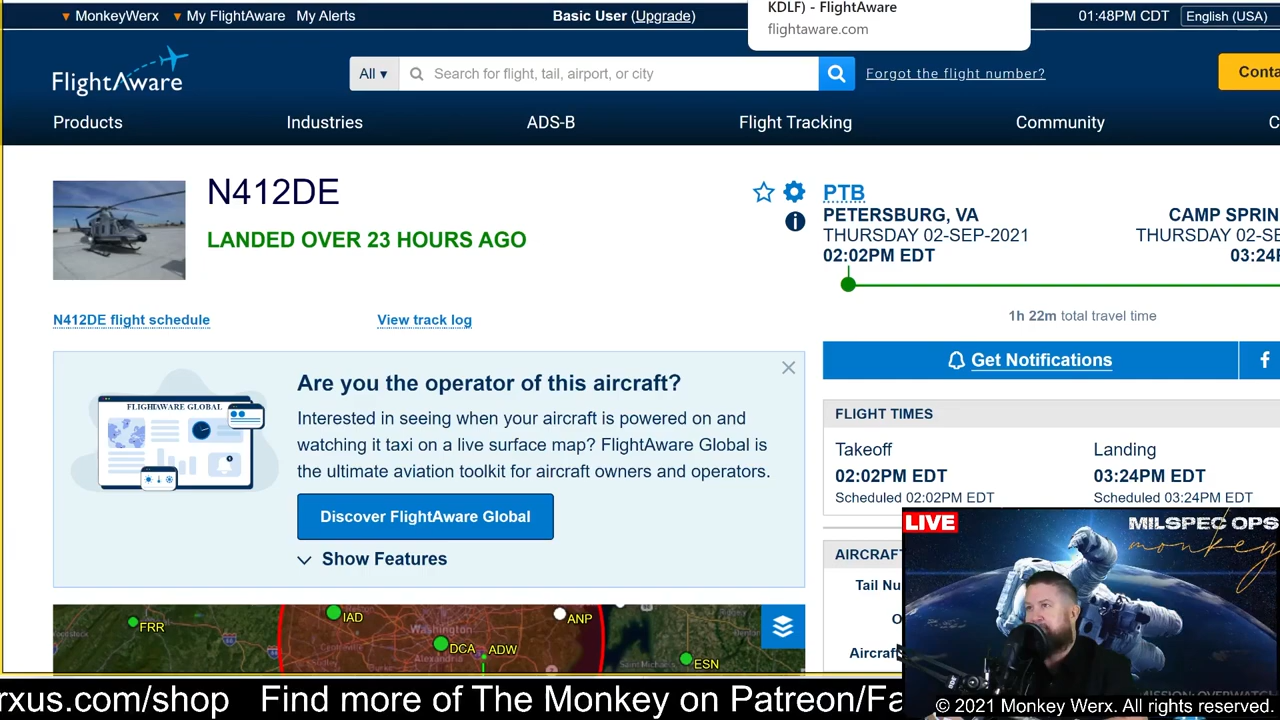 MonkeyWerx My FlightAware My Alerts
Basic User (Upgrade)
KDLF) - FlightAware
flightaware.com
01:48PM CDT English (USA)
FlightAware
All Search for flight, tail, airport, or city
Forgot the flight number?
Conta
Products Industries ADS-B Flight Tracking Community C
N412DE
LANDED OVER 23 HOURS AGO
N412DE flight schedule View track log
PTB
PETERSBURG, VA
THURSDAY 02-SEP-2021
02:02PM EDT
CAMP SPRIN
THURSDAY 02-SE
03:24P
1h 22m total travel time
Get Notifications
Are you the operator of this aircraft?
Interested in seeing when your aircraft is powered on and
watching it taxi on a live surface map? FlightAware Global is
the ultimate aviation toolkit for aircraft owners and operators.
FLIGHTAWARE GLOBAL
Discover FlightAware Global
Show Features
FLIGHT TIMES
Takeoff Landing
02:02PM EDT 03:24PM EDT
Scheduled 02:02PM EDT Scheduled 03:24PM EDT
AIRCRAFT
Tail Nu
O
Aircraf
LIVE
MILSPEC OPS
monkey
FRR IAD ANP
Washington
Alexandria
DCA ADW ESN
rxus.com/shop Find more of The Monkey on Patreon/Fa
MISSION: OVERWATCH
© 2021 Monkey Werx. All rights reserved.